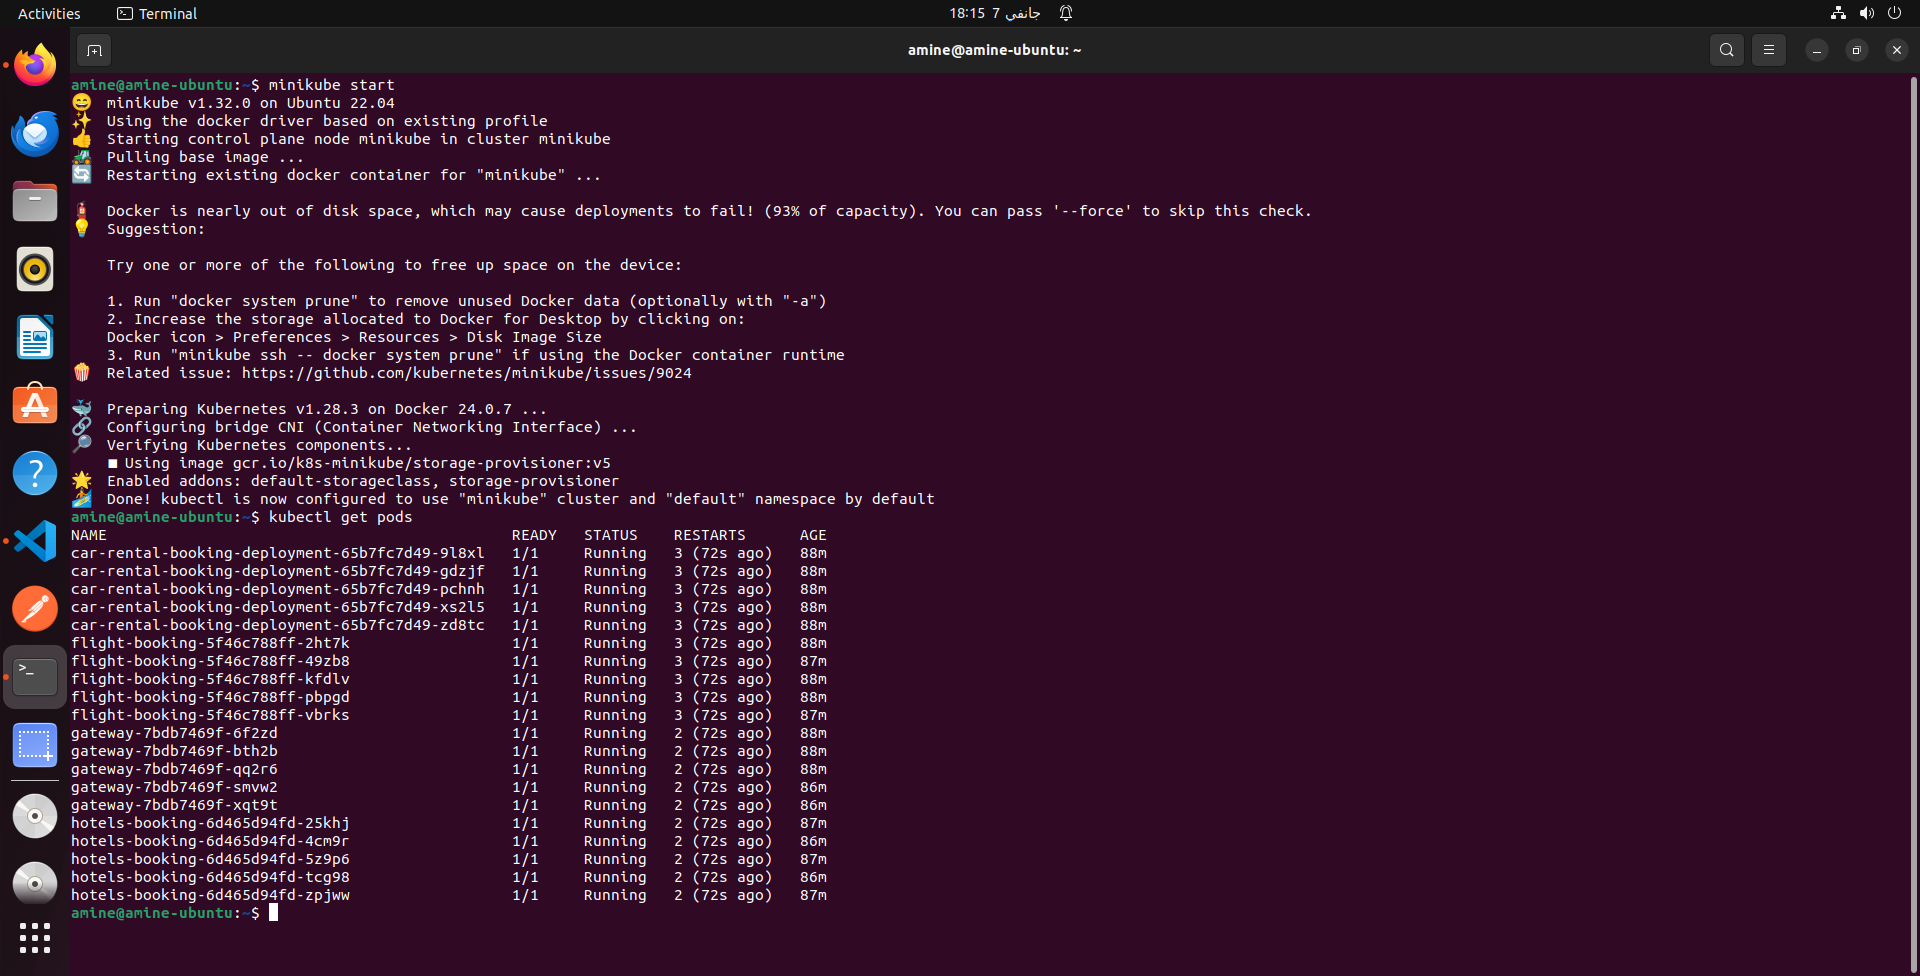 Activities
Terminal
18:15 7 جانفي
amine@amine-ubuntu: ~
amine@amine-ubuntu:~$ minikube start
minikube v1.32.0 on Ubuntu 22.04
Using the docker driver based on existing profile
Starting control plane node minikube in cluster minikube
Pulling base image ...
Restarting existing docker container for "minikube" ...
Docker is nearly out of disk space, which may cause deployments to fail! (93% of capacity). You can pass '--force' to skip this check.
Suggestion:
Try one or more of the following to free up space on the device:
1. Run "docker system prune" to remove unused Docker data (optionally with "-a")
2. Increase the storage allocated to Docker for Desktop by clicking on:
Docker icon > Preferences > Resources > Disk Image Size
3. Run "minikube ssh -- docker system prune" if using the Docker container runtime
Related issue: https://github.com/kubernetes/minikube/issues/9024
Preparing Kubernetes v1.28.3 on Docker 24.0.7 ...
Configuring bridge CNI (Container Networking Interface) ...
Verifying Kubernetes components...
■ Using image gcr.io/k8s-minikube/storage-provisioner:v5
Enabled addons: default-storageclass, storage-provisioner
Done! kubectl is now configured to use "minikube" cluster and "default" namespace by default
amine@amine-ubuntu:~$ kubectl get pods
NAME READY STATUS RESTARTS AGE
car-rental-booking-deployment-65b7fc7d49-9l8xl 1/1 Running 3 (72s ago) 88m
car-rental-booking-deployment-65b7fc7d49-gdzjf 1/1 Running 3 (72s ago) 88m
car-rental-booking-deployment-65b7fc7d49-pchnh 1/1 Running 3 (72s ago) 88m
car-rental-booking-deployment-65b7fc7d49-xs2l5 1/1 Running 3 (72s ago) 88m
car-rental-booking-deployment-65b7fc7d49-zd8tc 1/1 Running 3 (72s ago) 88m
flight-booking-5f46c788ff-2ht7k 1/1 Running 3 (72s ago) 88m
flight-booking-5f46c788ff-49zb8 1/1 Running 3 (72s ago) 87m
flight-booking-5f46c788ff-kfdlv 1/1 Running 3 (72s ago) 88m
flight-booking-5f46c788ff-pbpgd 1/1 Running 3 (72s ago) 88m
flight-booking-5f46c788ff-vbrks 1/1 Running 3 (72s ago) 87m
gateway-7bdb7469f-6f2zd 1/1 Running 2 (72s ago) 88m
gateway-7bdb7469f-bth2b 1/1 Running 2 (72s ago) 88m
gateway-7bdb7469f-qq2r6 1/1 Running 2 (72s ago) 88m
gateway-7bdb7469f-smvw2 1/1 Running 2 (72s ago) 86m
gateway-7bdb7469f-xqt9t 1/1 Running 2 (72s ago) 86m
hotels-booking-6d465d94fd-25khj 1/1 Running 2 (72s ago) 87m
hotels-booking-6d465d94fd-4cm9r 1/1 Running 2 (72s ago) 86m
hotels-booking-6d465d94fd-5z9p6 1/1 Running 2 (72s ago) 87m
hotels-booking-6d465d94fd-tcg98 1/1 Running 2 (72s ago) 86m
hotels-booking-6d465d94fd-zpjww 1/1 Running 2 (72s ago) 87m
amine@amine-ubuntu:~$